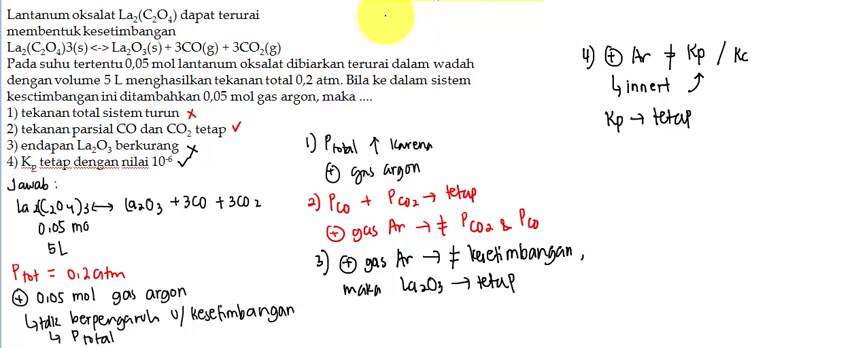 Lantanum oksalat La₂(C₂O₄) dapat terurai
membentuk kesetimbangan
La₂(C₂O₄)3(s) <-> La₂O₃(s) + 3CO(g) + 3CO₂(g)
Pada suhu tertentu 0,05 mol lantanum oksalat dibiarkan terurai dalam wadah
dengan volume 5 L menghasilkan tekanan total 0,2 atm. Bila ke dalam sistem
kesetimbangan ini ditambahkan 0,05 mol gas argon, maka ....
1) tekanan total sistem turun ×
2) tekanan parsial CO dan CO₂ tetap ✓
3) endapan La₂O₃ berkurang ×
4) Kp tetap dengan nilai 10⁻⁶ ✓
Jawab :
La2(C2O4)3 ↔ La2O3 + 3CO + 3CO2
0,05 mo
5L
Ptot = 0,2 atm
⊕ 0,05 mol gas argon
↳ tdk berpengaruh u/ kesetimbangan
↳ Ptotal
1) Ptotal ↑ karena
⊕ gas argon
2) PCO + PCO2 → tetap
⊕ gas Ar → ≠ PCO2 & PCO
3) ⊕ gas Ar → ≠ kesetimbangan,
maka La2O3 → tetap
4) ⊕ Ar ≠ Kp / Kc
↳ innert
Kp → tetap